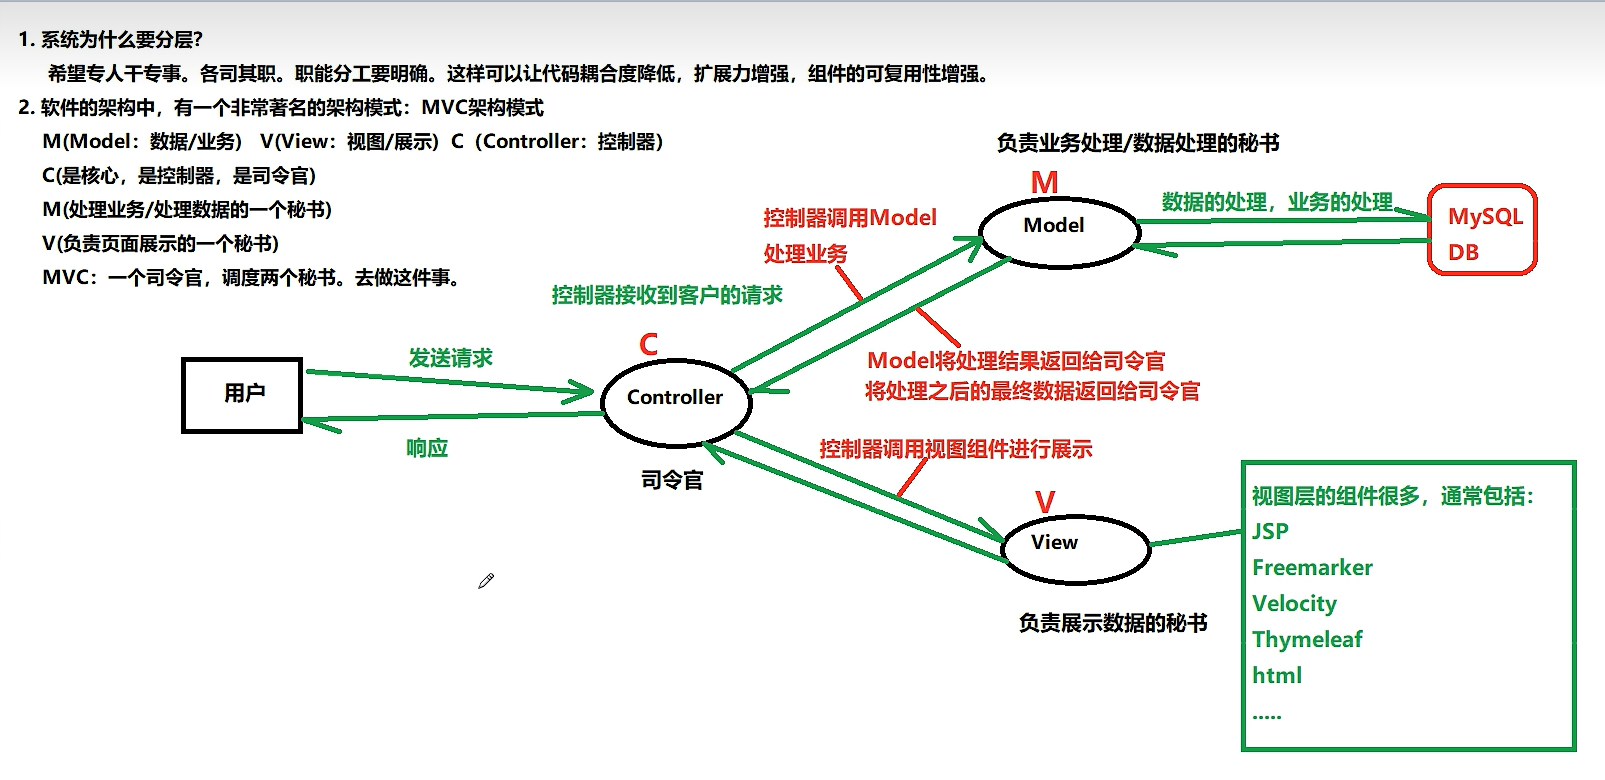 1. 系统为什么要分层？
希望专人干专事。各司其职。职能分工要明确。这样可以让代码耦合度降低，扩展力增强，组件的可复用性增强。
2. 软件的架构中，有一个非常著名的架构模式：MVC架构模式
M(Model：数据/业务) V(View：视图/展示) C（Controller：控制器）
C(是核心，是控制器，是司令官)
M(处理业务/处理数据的一个秘书)
V(负责页面展示的一个秘书)
MVC：一个司令官，调度两个秘书。去做这件事。
负责业务处理/数据处理的秘书
M
Model
数据的处理，业务的处理
MySQL
DB
控制器调用Model
处理业务
控制器接收到客户的请求
C
Controller
司令官
发送请求
用户
响应
Model将处理结果返回给司令官
将处理之后的最终数据返回给司令官
控制器调用视图组件进行展示
V
View
负责展示数据的秘书
视图层的组件很多，通常包括：
JSP
Freemarker
Velocity
Thymeleaf
html
.....